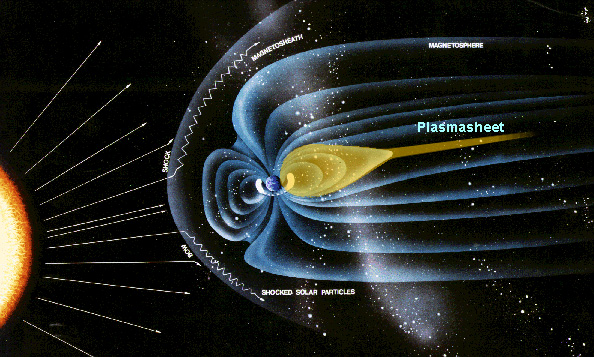 MAGNETOSHEATH
MAGNETOSPHERE
Plasmasheet
SHOCK
BOW
SHOCKED SOLAR PARTICLES